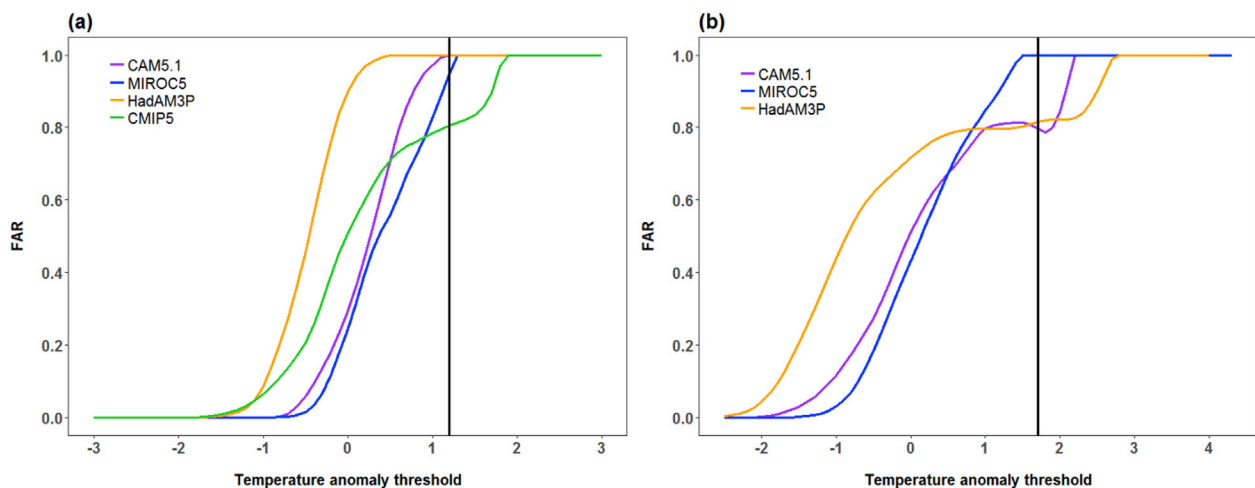 (a)
CAM5.1
MIROC5
HadAM3P
CMIP5
FAR
1.0
0.8
0.6
0.4
0.2
0.0
-3 -2 -1 0 1 2 3
Temperature anomaly threshold
(b)
CAM5.1
MIROC5
HadAM3P
FAR
1.0
0.8
0.6
0.4
0.2
0.0
-2 -1 0 1 2 3 4
Temperature anomaly threshold